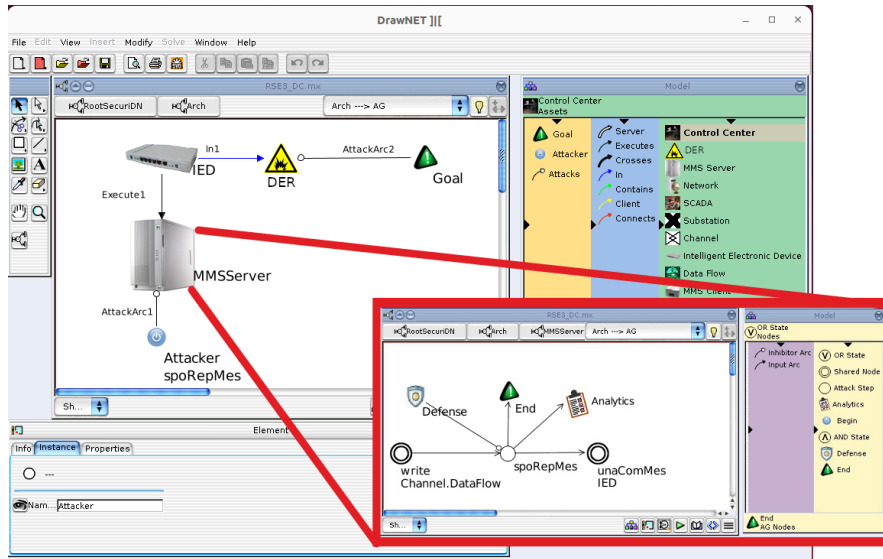 DrawNET ]|[
File Edit View Insert Modify Solve Window Help
RSE3_DC.mx
RootSecuriDN
Arch
Arch ---> AG
In1
AttackArc2
IED
DER
Goal
Execute1
MMSServer
AttackArc1
Attacker
spoRepMes
Sh...
Element
Info
Instance
Properties
---
Nam...
Attacker
Model
Control Center
Assets
Goal
Attacker
Attacks
Server
Executes
Crosses
In
Contains
Client
Connects
Control Center
DER
MMS Server
Network
SCADA
Substation
Channel
Intelligent Electronic Device
Data Flow
MMS Client
RSE3_DC.mx
RootSecuriDN
Arch
MMSServer
Arch ---> AG
Defense
End
Analytics
write
Channel.DataFlow
spoRepMes
unaComMes
IED
Sh...
Model
OR State
Nodes
Inhibitor Arc
Input Arc
OR State
Shared Node
Attack Step
Analytics
Begin
AND State
Defense
End
End
AG Nodes